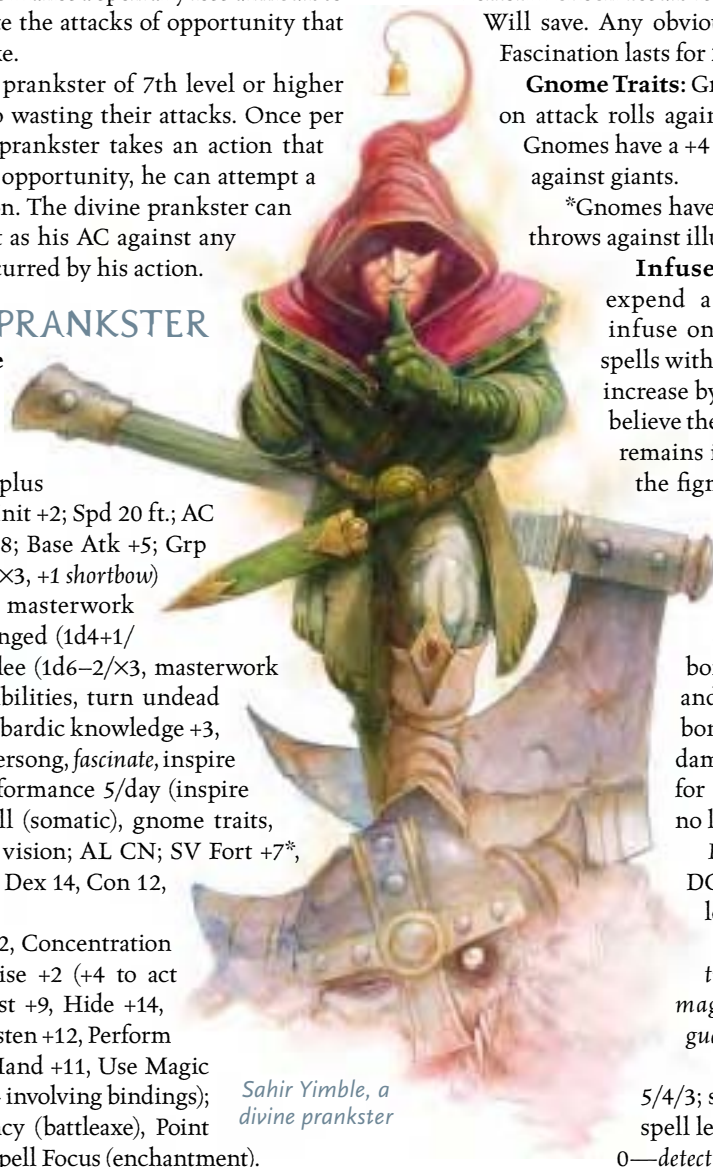 te the attacks of opportunity that
ke.
prankster of 7th level or higher
o wasting their attacks. Once per
prankster takes an action that
opportunity, he can attempt a
n. The divine prankster can
t as his AC against any
curred by his action.
PRANKSTER
e
plus
nit +2; Spd 20 ft.; AC
8; Base Atk +5; Grp
×3, +1 shortbow)
masterwork
nged (1d4+1/
lee (1d6–2/×3, masterwork
bilities, turn undead
bardic knowledge +3,
ersong, fascinate, inspire
formance 5/day (inspire
ll (somatic), gnome traits,
vision; AL CN; SV Fort +7*,
Dex 14, Con 12,
2, Concentration
ise +2 (+4 to act
st +9, Hide +14,
sten +12, Perform
Hand +11, Use Magic
involving bindings);
cy (battleaxe), Point
pell Focus (enchantment).
Sahir Yimble, a
divine prankster
Will save. Any obviou
Fascination lasts for
Gnome Traits: Gn
on attack rolls again
Gnomes have a +4
against giants.
*Gnomes have
throws against illu
Infuse
expend a
infuse on
spells with
increase by
believe the
remains i
the figm
bon
and
bon
dam
for
no l
DC
le
t
mag
gua
5/4/3; s
spell le
0—detect